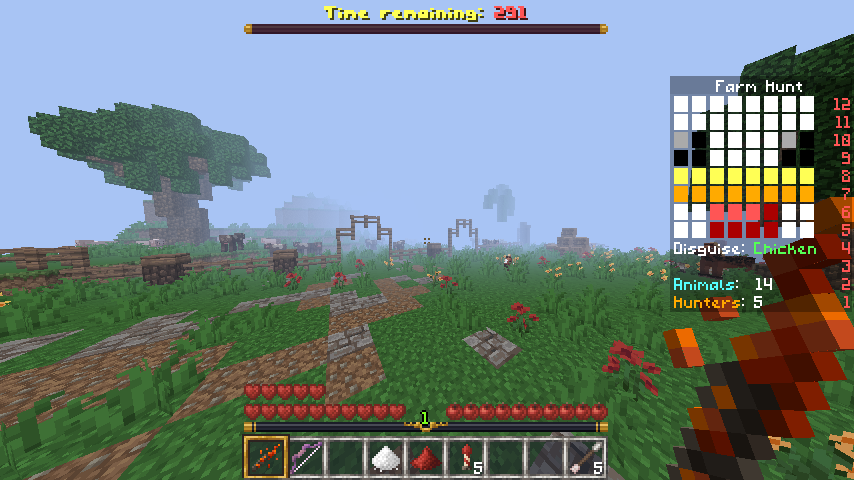 Time remaining: 291
Farm Hunt
12
11
10
9
8
7
6
5
Disguise: Chicken 4
3
Animals: 14 2
Hunters: 5 1
1
5 5